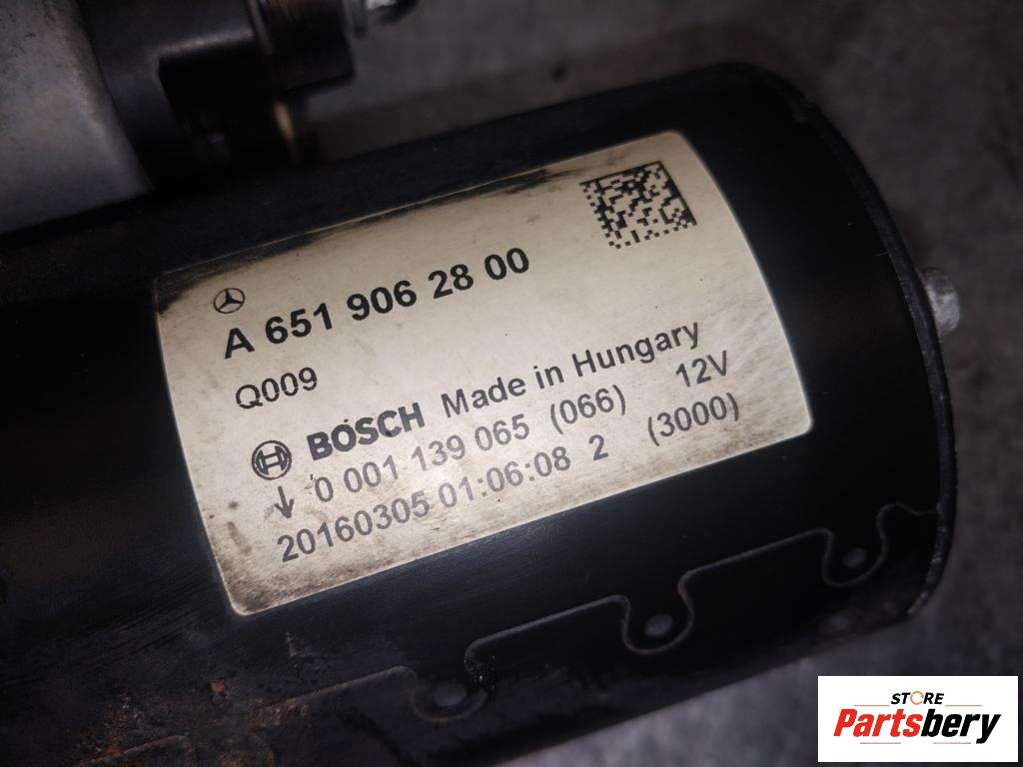 A 651 906 28 00
Q009
BOSCH Made in Hungary
0 001 139 065 (066) 12V
20160305 01:06:08 2 (3000)
STORE
Partsbery